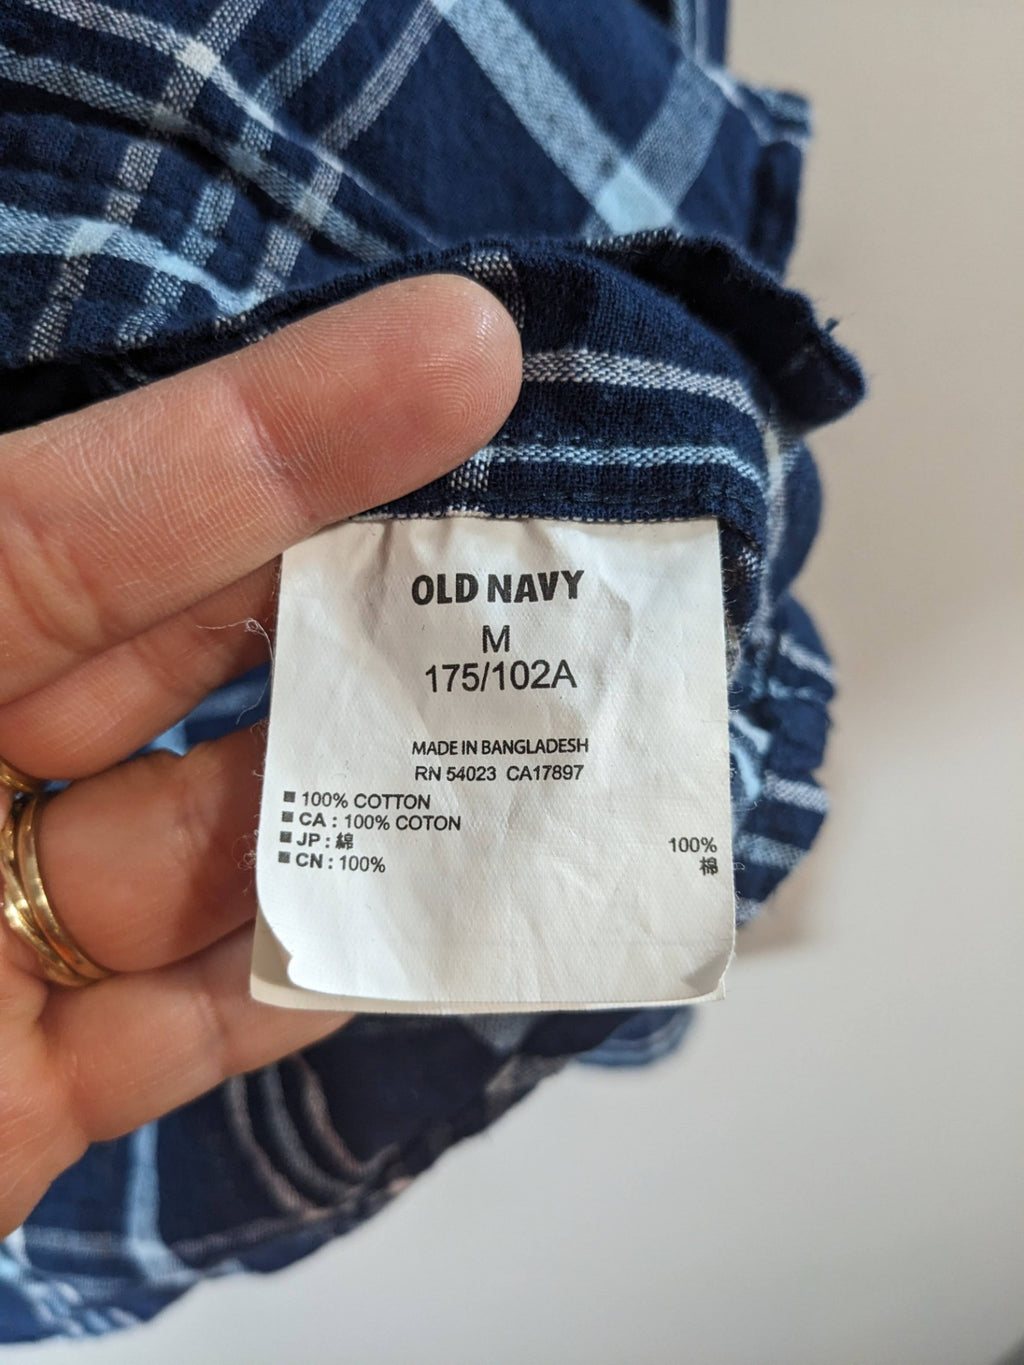 OLD NAVY
M
175/102A
MADE IN BANGLADESH
RN 54023 CA17897
■ 100% COTTON
■ CA : 100% COTON
■ JP : 綿 100%
■ CN : 100% 棉